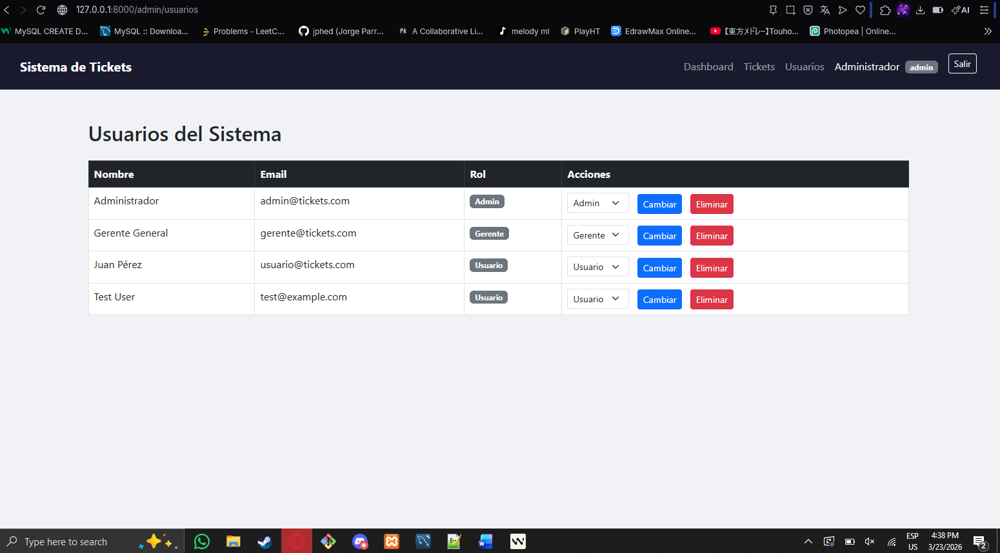 127.0.0.1:8000/admin/usuarios
AI
MySQL CREATE D...
MySQL :: Downloa...
Problems - LeetC...
jphed (Jorge Parr...
PA
A Collaborative Li...
melody ml
PlayHT
EdrawMax Online...
【東方メドレー】Touho...
Photopea | Online...
Sistema de Tickets
Dashboard
Tickets
Usuarios
Administrador
admin
Salir
Usuarios del Sistema
Nombre Email Rol Acciones
Administrador admin@tickets.com Admin Admin Cambiar Eliminar
Gerente General gerente@tickets.com Gerente Gerente Cambiar Eliminar
Juan Pérez usuario@tickets.com Usuario Usuario Cambiar Eliminar
Test User test@example.com Usuario Usuario Cambiar Eliminar
Type here to search
ESP
US
4:38 PM
3/23/2026
2